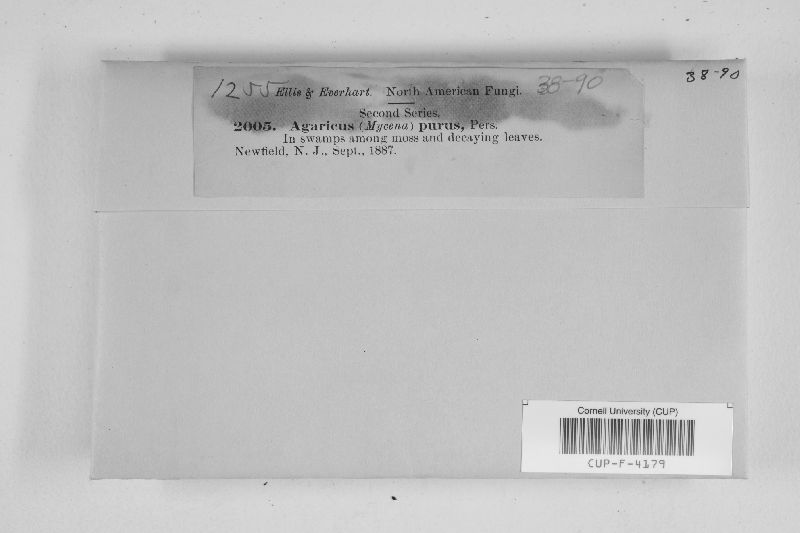 1255 Ellis & Everhart. North American Fungi. 38-90
38-90
Second Series.
2005. Agaricus (Mycena) purus, Pers.
In swamps among moss and decaying leaves.
Newfield, N. J., Sept., 1887.
Cornell University (CUP)
CUP-F-4179